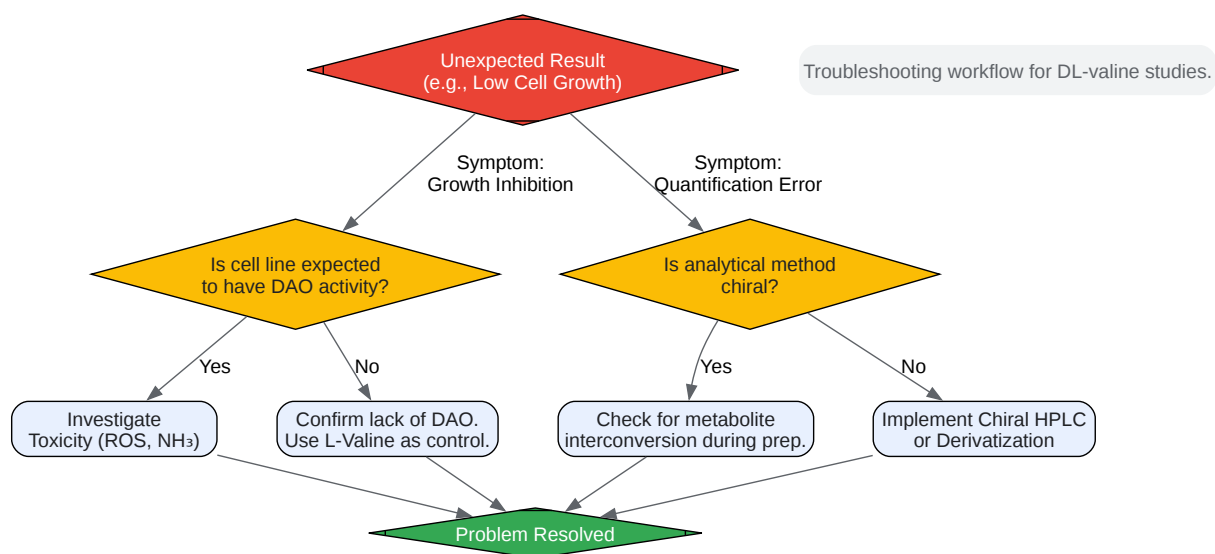 Unexpected Result
(e.g., Low Cell Growth)
Troubleshooting workflow for DL-valine studies.
Symptom:
Growth Inhibition
Symptom:
Quantification Error
Is cell line expected
to have DAO activity?
Is analytical method
chiral?
Yes
No
Yes
No
Investigate
Toxicity (ROS, NH₃)
Confirm lack of DAO.
Use L-Valine as control.
Check for metabolite
interconversion during prep.
Implement Chiral HPLC
or Derivatization
Problem Resolved